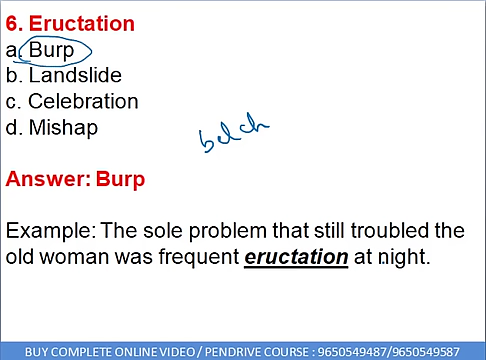 6. Eructation
a. Burp
b. Landslide
c. Celebration
d. Mishap
belch
Answer: Burp
Example: The sole problem that still troubled the
old woman was frequent eructation at night.
BUY COMPLETE ONLINE VIDEO / PENDRIVE COURSE : 9650549487/9650549587